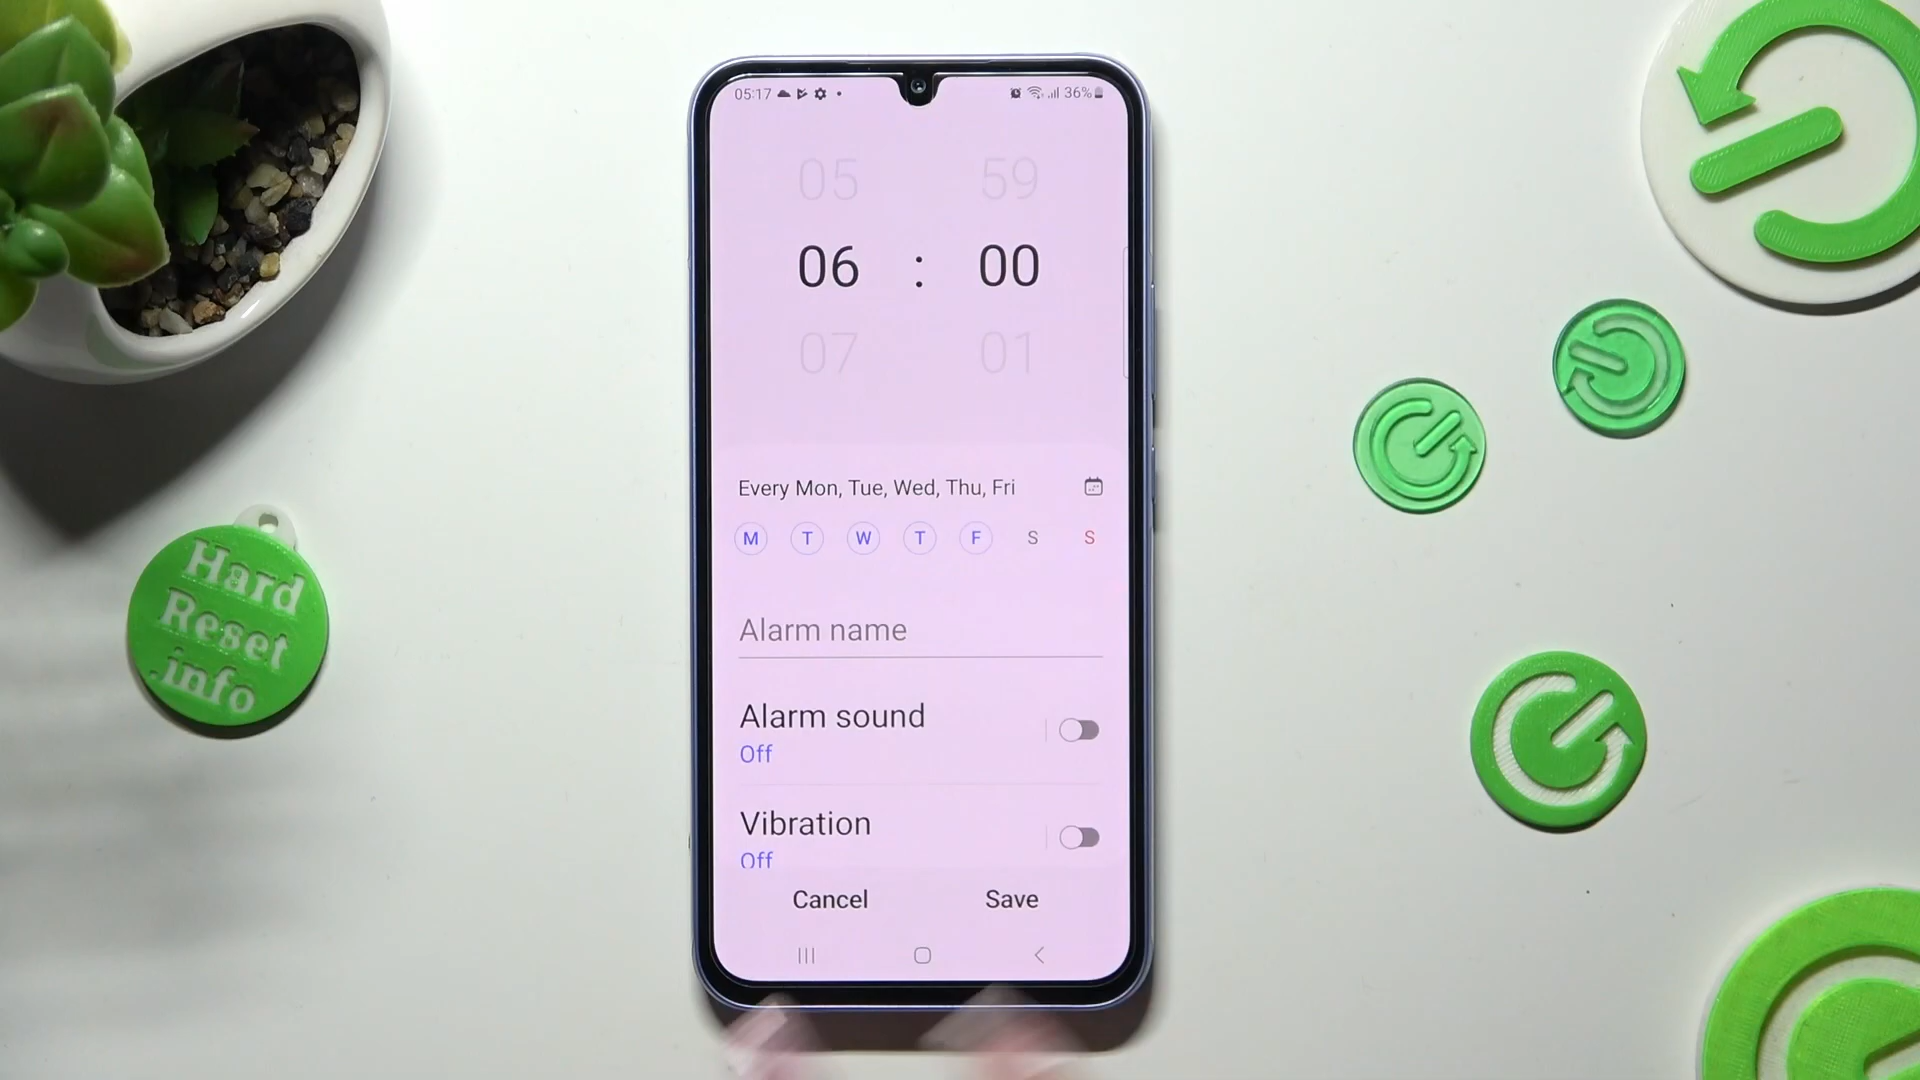 05:17
36%
05 59
06 : 00
07 01
Every Mon, Tue, Wed, Thu, Fri
M T W T F S S
Alarm name
Alarm sound
Off
Vibration
Off
Cancel Save
Hard
Reset
.info